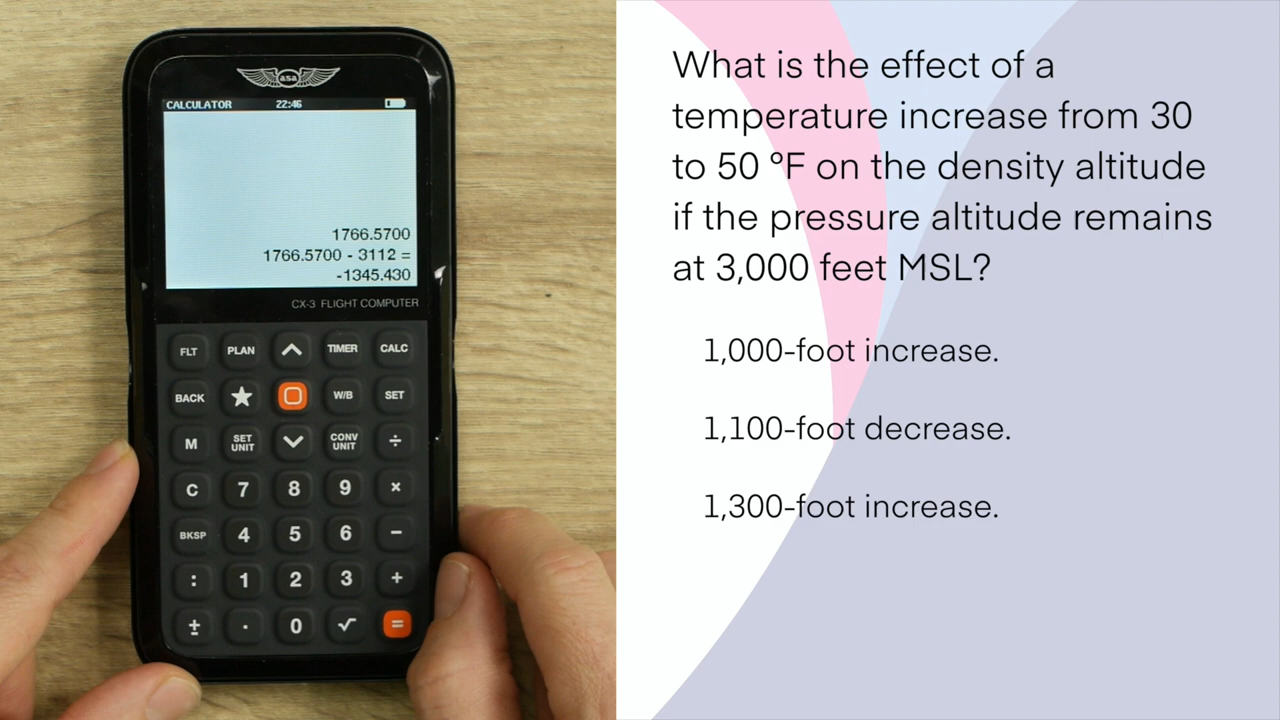 asa
CALCULATOR 22:46
1766.5700
1766.5700 - 3112 =
-1345.430
CX-3 FLIGHT COMPUTER
FLT PLAN TIMER CALC
BACK W/B SET
M SET UNIT CONV UNIT ÷
C 7 8 9 ×
BKSP 4 5 6 −
: 1 2 3 +
± . 0 √ =
What is the effect of a
temperature increase from 30
to 50 °F on the density altitude
if the pressure altitude remains
at 3,000 feet MSL?
1,000-foot increase.
1,100-foot decrease.
1,300-foot increase.